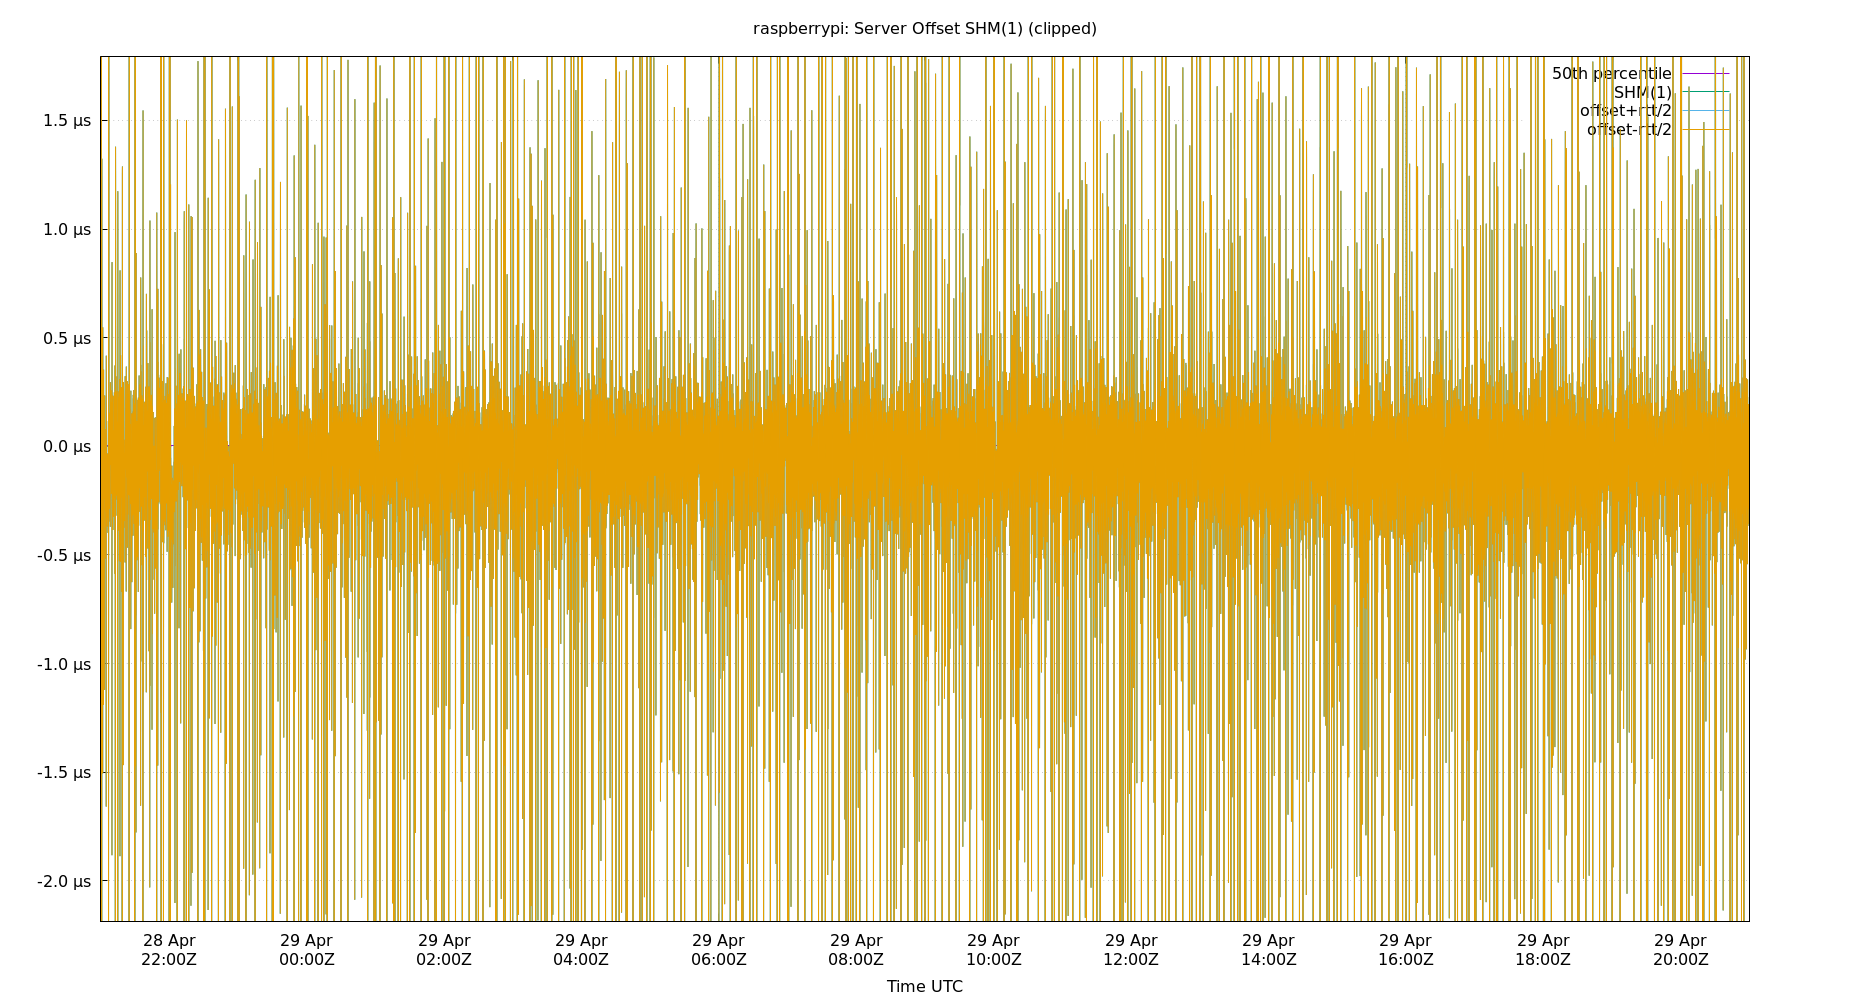 raspberrypi: Server Offset SHM(1) (clipped)
50th percentile
SHM(1)
offset+rtt/2
offset-rtt/2
1.5 µs
1.0 µs
0.5 µs
0.0 µs
-0.5 µs
-1.0 µs
-1.5 µs
-2.0 µs
28 Apr 29 Apr 29 Apr 29 Apr 29 Apr 29 Apr 29 Apr 29 Apr 29 Apr 29 Apr 29 Apr 29 Apr
22:00Z 00:00Z 02:00Z 04:00Z 06:00Z 08:00Z 10:00Z 12:00Z 14:00Z 16:00Z 18:00Z 20:00Z
Time UTC